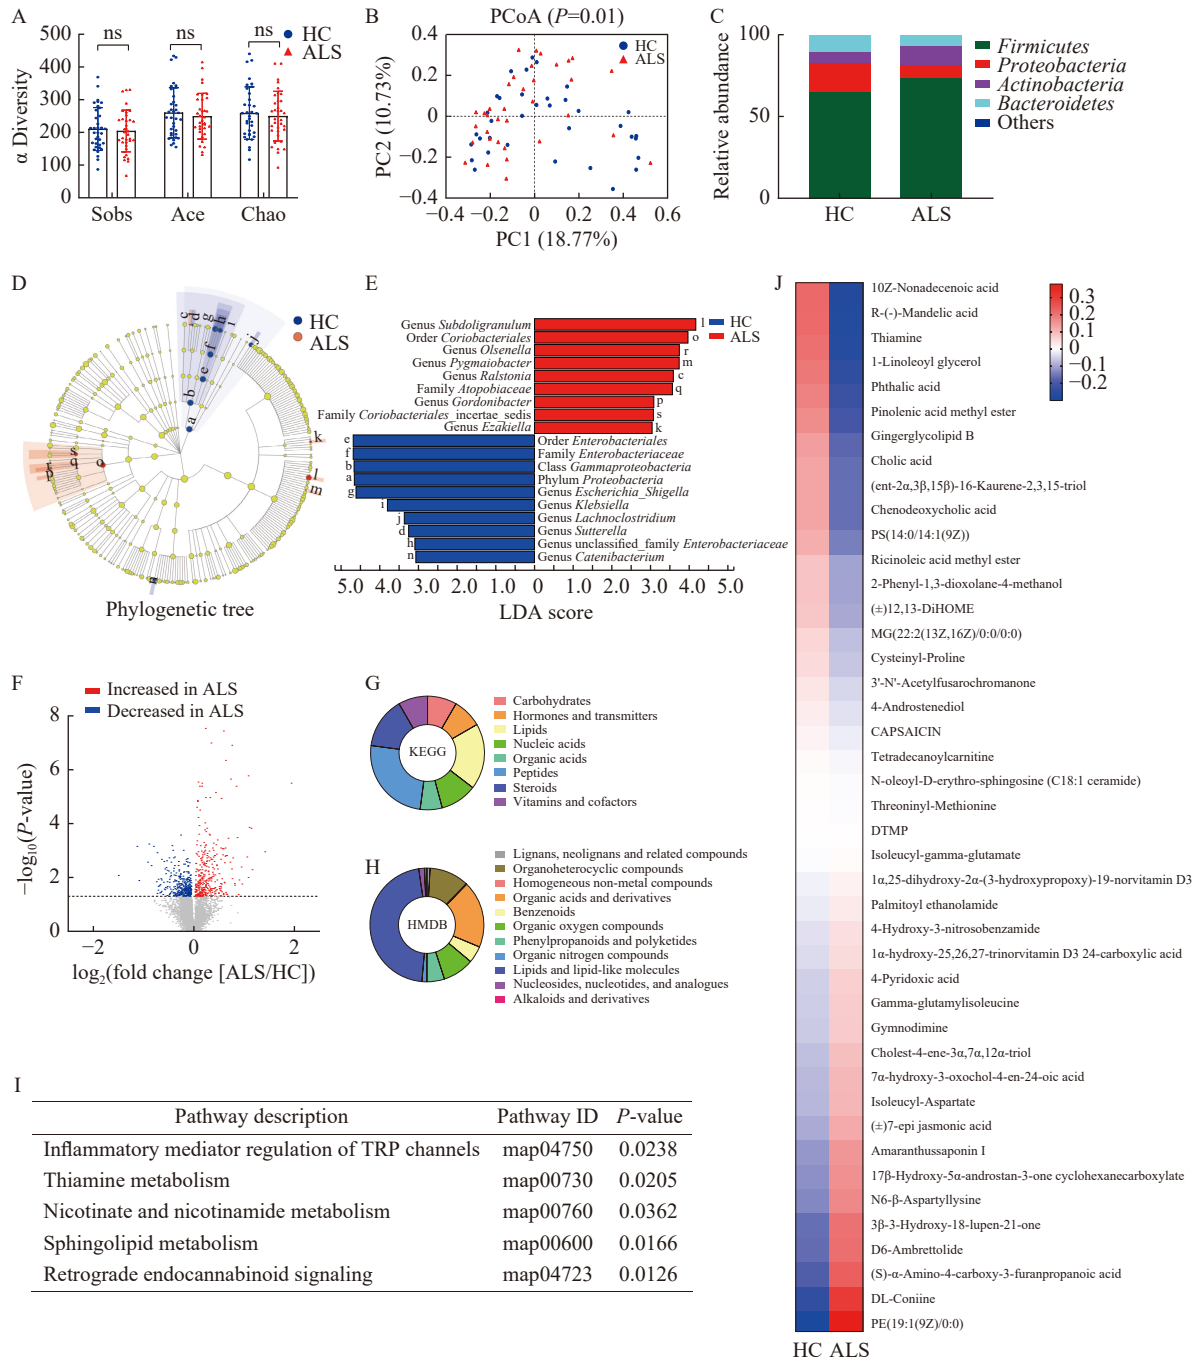 A
ns
ns
ns
HC
ALS
α Diversity
500
400
300
200
100
0
Sobs
Ace
Chao
B
PCoA (P=0.01)
HC
ALS
PC2 (10.73%)
0.4
0.2
0
−0.2
−0.4
−0.4
−0.2
0
0.2
0.4
0.6
PC1 (18.77%)
C
Relative abundance
100
50
0
HC
ALS
Firmicutes
Proteobacteria
Actinobacteria
Bacteroidetes
Others
D
HC
ALS
a
b
c
d
e
f
g
h
i
j
k
l
m
n
o
p
q
r
s
Phylogenetic tree
E
HC
ALS
Genus Subdoligranulum
l
Order Coriobacteriales
o
Genus Olsenella
r
Genus Pygmaiobacter
m
Genus Ralstonia
c
Family Atopobiaceae
q
Genus Gordonibacter
p
Family Coriobacteriales_incertae_sedis
s
Genus Ezakiella
k
e
Order Enterobacteriales
f
Family Enterobacteriaceae
b
Class Gammaproteobacteria
a
Phylum Proteobacteria
g
Genus Escherichia_Shigella
i
Genus Klebsiella
j
Genus Lachnoclostridium
d
Genus Sutterella
h
Genus unclassified_family Enterobacteriaceae
n
Genus Catenibacterium
5.0
4.0
3.0
2.0
1.0
0
1.0
2.0
3.0
4.0
5.0
LDA score
F
Increased in ALS
Decreased in ALS
−log10(P-value)
8
6
4
2
0
−2
0
2
log2(fold change [ALS/HC])
G
KEGG
Carbohydrates
Hormones and transmitters
Lipids
Nucleic acids
Organic acids
Peptides
Steroids
Vitamins and cofactors
H
HMDB
Lignans, neolignans and related compounds
Organoheterocyclic compounds
Homogeneous non-metal compounds
Organic acids and derivatives
Benzenoids
Organic oxygen compounds
Phenylpropanoids and polyketides
Organic nitrogen compounds
Lipids and lipid-like molecules
Nucleosides, nucleotides, and analogues
Alkaloids and derivatives
I
Pathway description Pathway ID P-value
Inflammatory mediator regulation of TRP channels map04750 0.0238
Thiamine metabolism map00730 0.0205
Nicotinate and nicotinamide metabolism map00760 0.0362
Sphingolipid metabolism map00600 0.0166
Retrograde endocannabinoid signaling map04723 0.0126
J
0.3
0.2
0.1
0
−0.1
−0.2
10Z-Nonadecenoic acid
R-(-)-Mandelic acid
Thiamine
1-Linoleoyl glycerol
Phthalic acid
Pinolenic acid methyl ester
Gingerglycolipid B
Cholic acid
(ent-2α,3β,15β)-16-Kaurene-2,3,15-triol
Chenodeoxycholic acid
PS(14:0/14:1(9Z))
Ricinoleic acid methyl ester
2-Phenyl-1,3-dioxolane-4-methanol
(±)12,13-DiHOME
MG(22:2(13Z,16Z)/0:0/0:0)
Cysteinyl-Proline
3'-N'-Acetylfusarochromanone
4-Androstenediol
CAPSAICIN
Tetradecanoylcarnitine
N-oleoyl-D-erythro-sphingosine (C18:1 ceramide)
Threoninyl-Methionine
DTMP
Isoleucyl-gamma-glutamate
1α,25-dihydroxy-2α-(3-hydroxypropoxy)-19-norvitamin D3
Palmitoyl ethanolamide
4-Hydroxy-3-nitrosobenzamide
1α-hydroxy-25,26,27-trinorvitamin D3 24-carboxylic acid
4-Pyridoxic acid
Gamma-glutamylisoleucine
Gymnodimine
Cholest-4-ene-3α,7α,12α-triol
7α-hydroxy-3-oxochol-4-en-24-oic acid
Isoleucyl-Aspartate
(±)7-epi jasmonic acid
Amaranthussaponin I
17β-Hydroxy-5α-androstan-3-one cyclohexanecarboxylate
N6-β-Aspartyllysine
3β-3-Hydroxy-18-lupen-21-one
D6-Ambrettolide
(S)-α-Amino-4-carboxy-3-furanpropanoic acid
DL-Coniine
PE(19:1(9Z)/0:0)
HC ALS